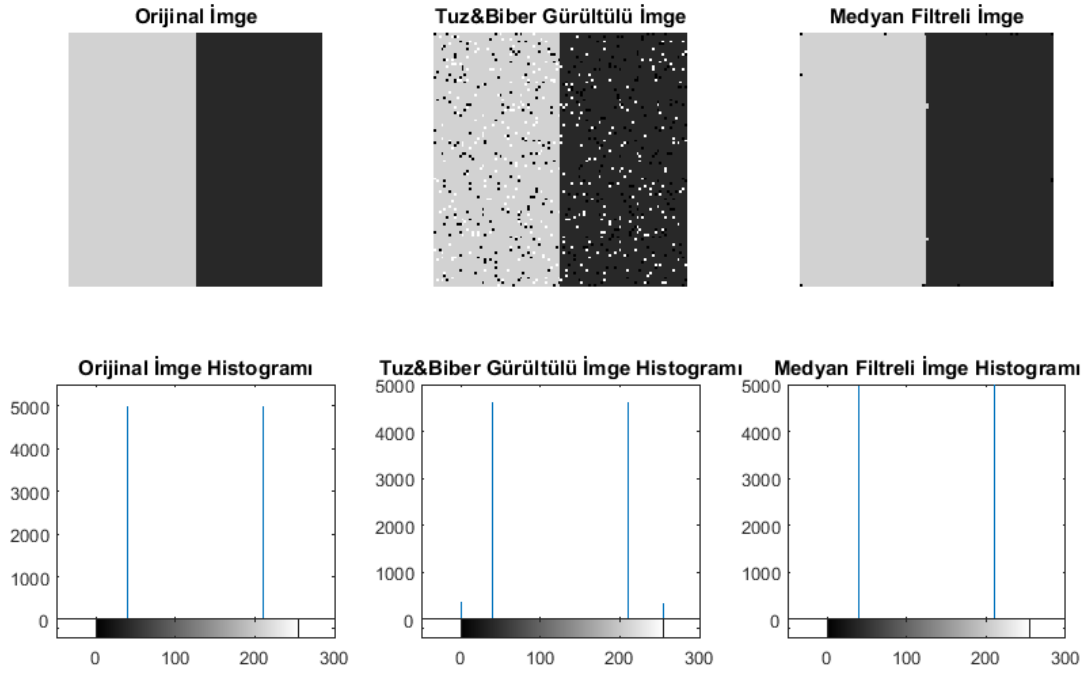 Orijinal İmge
Tuz&Biber Gürültülü İmge
Medyan Filtreli İmge
Orijinal İmge Histogramı
5000
4000
3000
2000
1000
0
0 100 200 300
Tuz&Biber Gürültülü İmge Histogramı
5000
4000
3000
2000
1000
0
0 100 200 300
Medyan Filtreli İmge Histogramı
5000
4000
3000
2000
1000
0
0 100 200 300